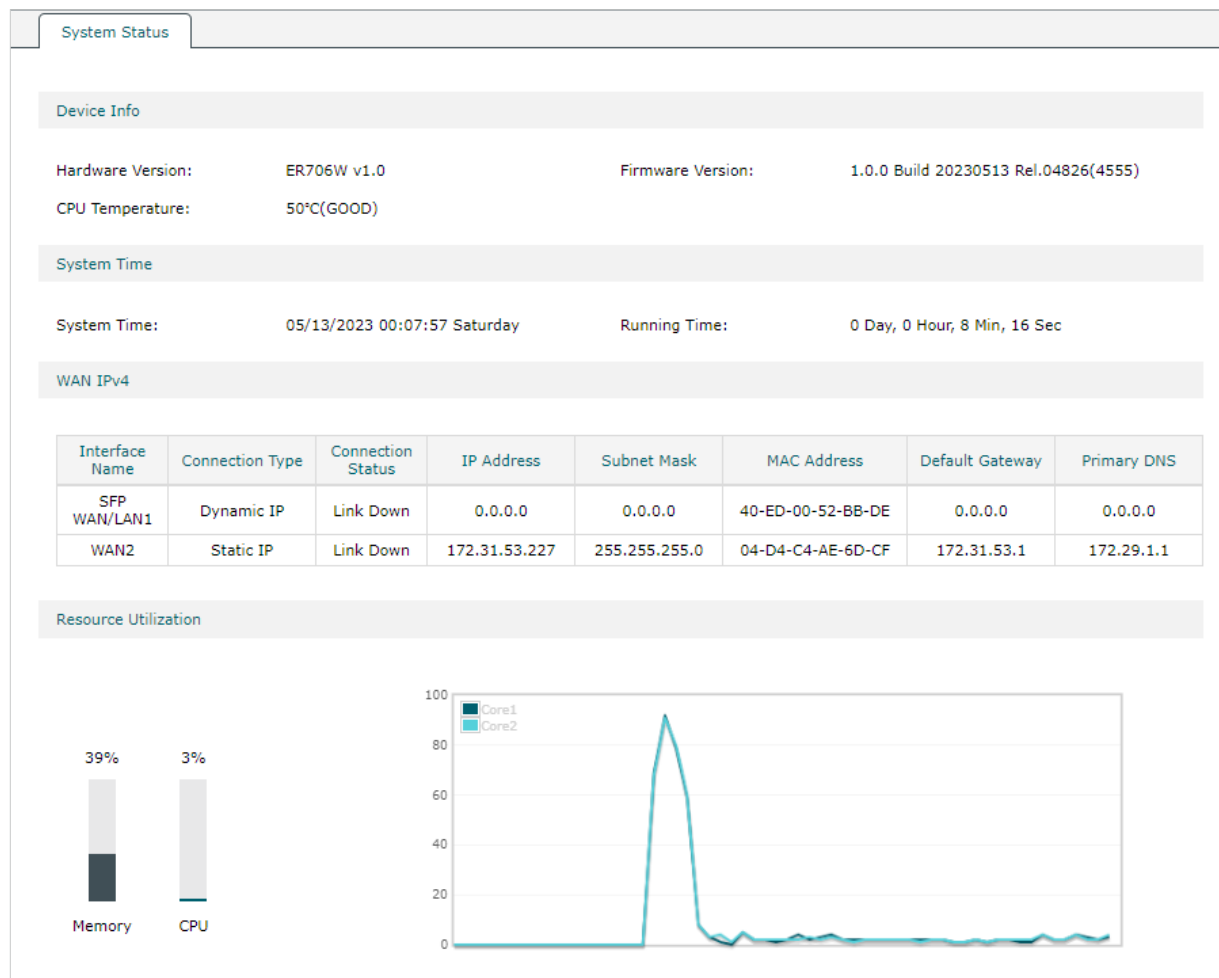 System Status
Device Info
Hardware Version: ER706W v1.0 Firmware Version: 1.0.0 Build 20230513 Rel.04826(4555)
CPU Temperature: 50°C(GOOD)
System Time
System Time: 05/13/2023 00:07:57 Saturday Running Time: 0 Day, 0 Hour, 8 Min, 16 Sec
WAN IPv4
Interface Name Connection Type Connection Status IP Address Subnet Mask MAC Address Default Gateway Primary DNS
SFP WAN/LAN1 Dynamic IP Link Down 0.0.0.0 0.0.0.0 40-ED-00-52-BB-DE 0.0.0.0 0.0.0.0
WAN2 Static IP Link Down 172.31.53.227 255.255.255.0 04-D4-C4-AE-6D-CF 172.31.53.1 172.29.1.1
Resource Utilization
39% 3%
Memory CPU
100
80
60
40
20
0
Core1
Core2